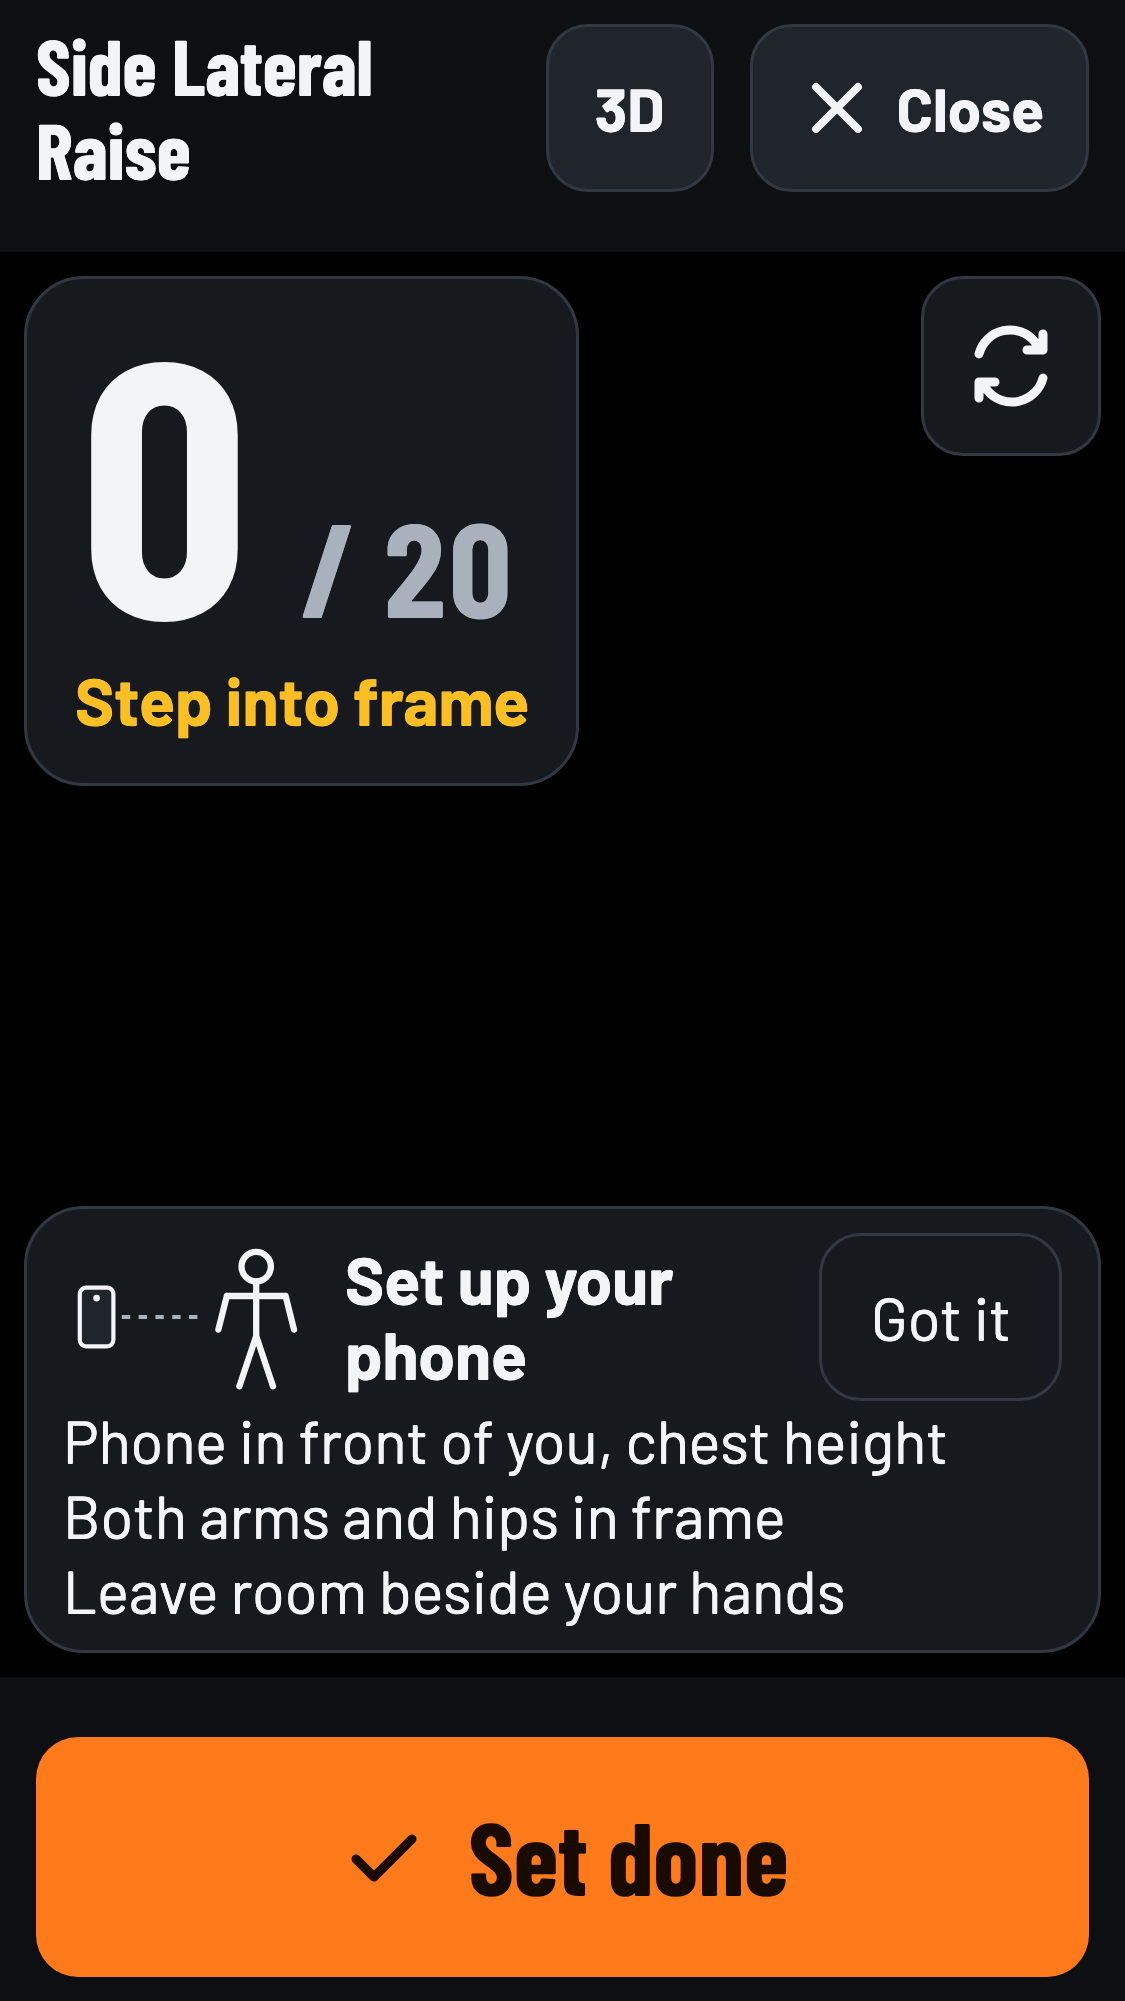 Side Lateral
Raise
3D
Close
0 / 20
Step into frame
Set up your
phone
Got it
Phone in front of you, chest height
Both arms and hips in frame
Leave room beside your hands
Set done